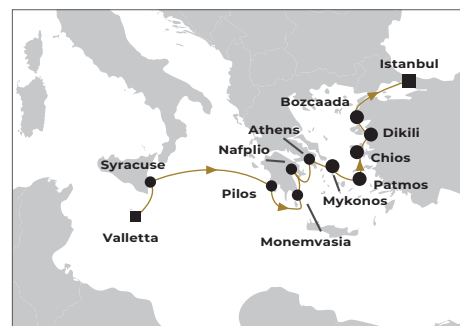 Istanbul
Bozcaada
Athens
Dikili
Nafplio
Chios
Syracuse
Pilos
Patmos
Mykonos
Valletta
Monemvasia